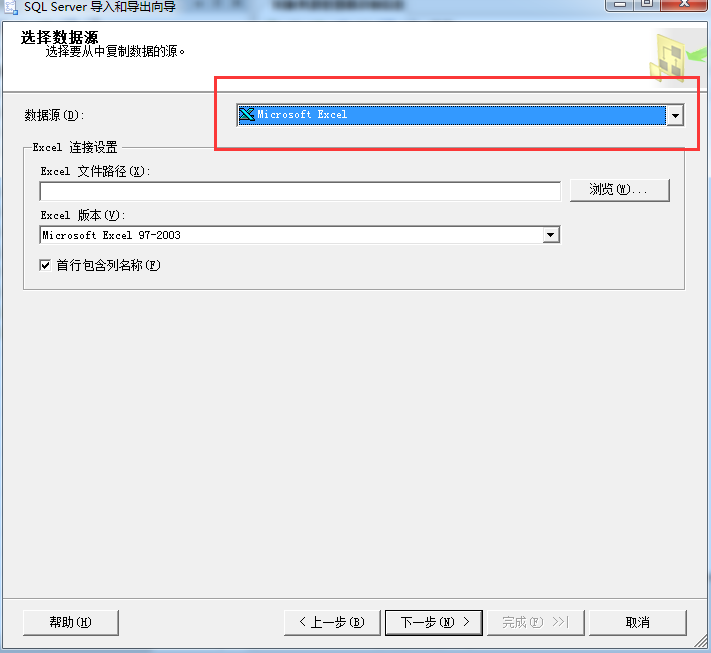 SQL Server 导入和导出向导
选择数据源
选择要从中复制数据的源。
数据源(D):
Microsoft Excel
Excel 连接设置
Excel 文件路径(X):
浏览(W)...
Excel 版本(V):
Microsoft Excel 97-2003
首行包含列名称(F)
帮助(H)
< 上一步(B)
下一步(N) >
完成(F) >>|
取消